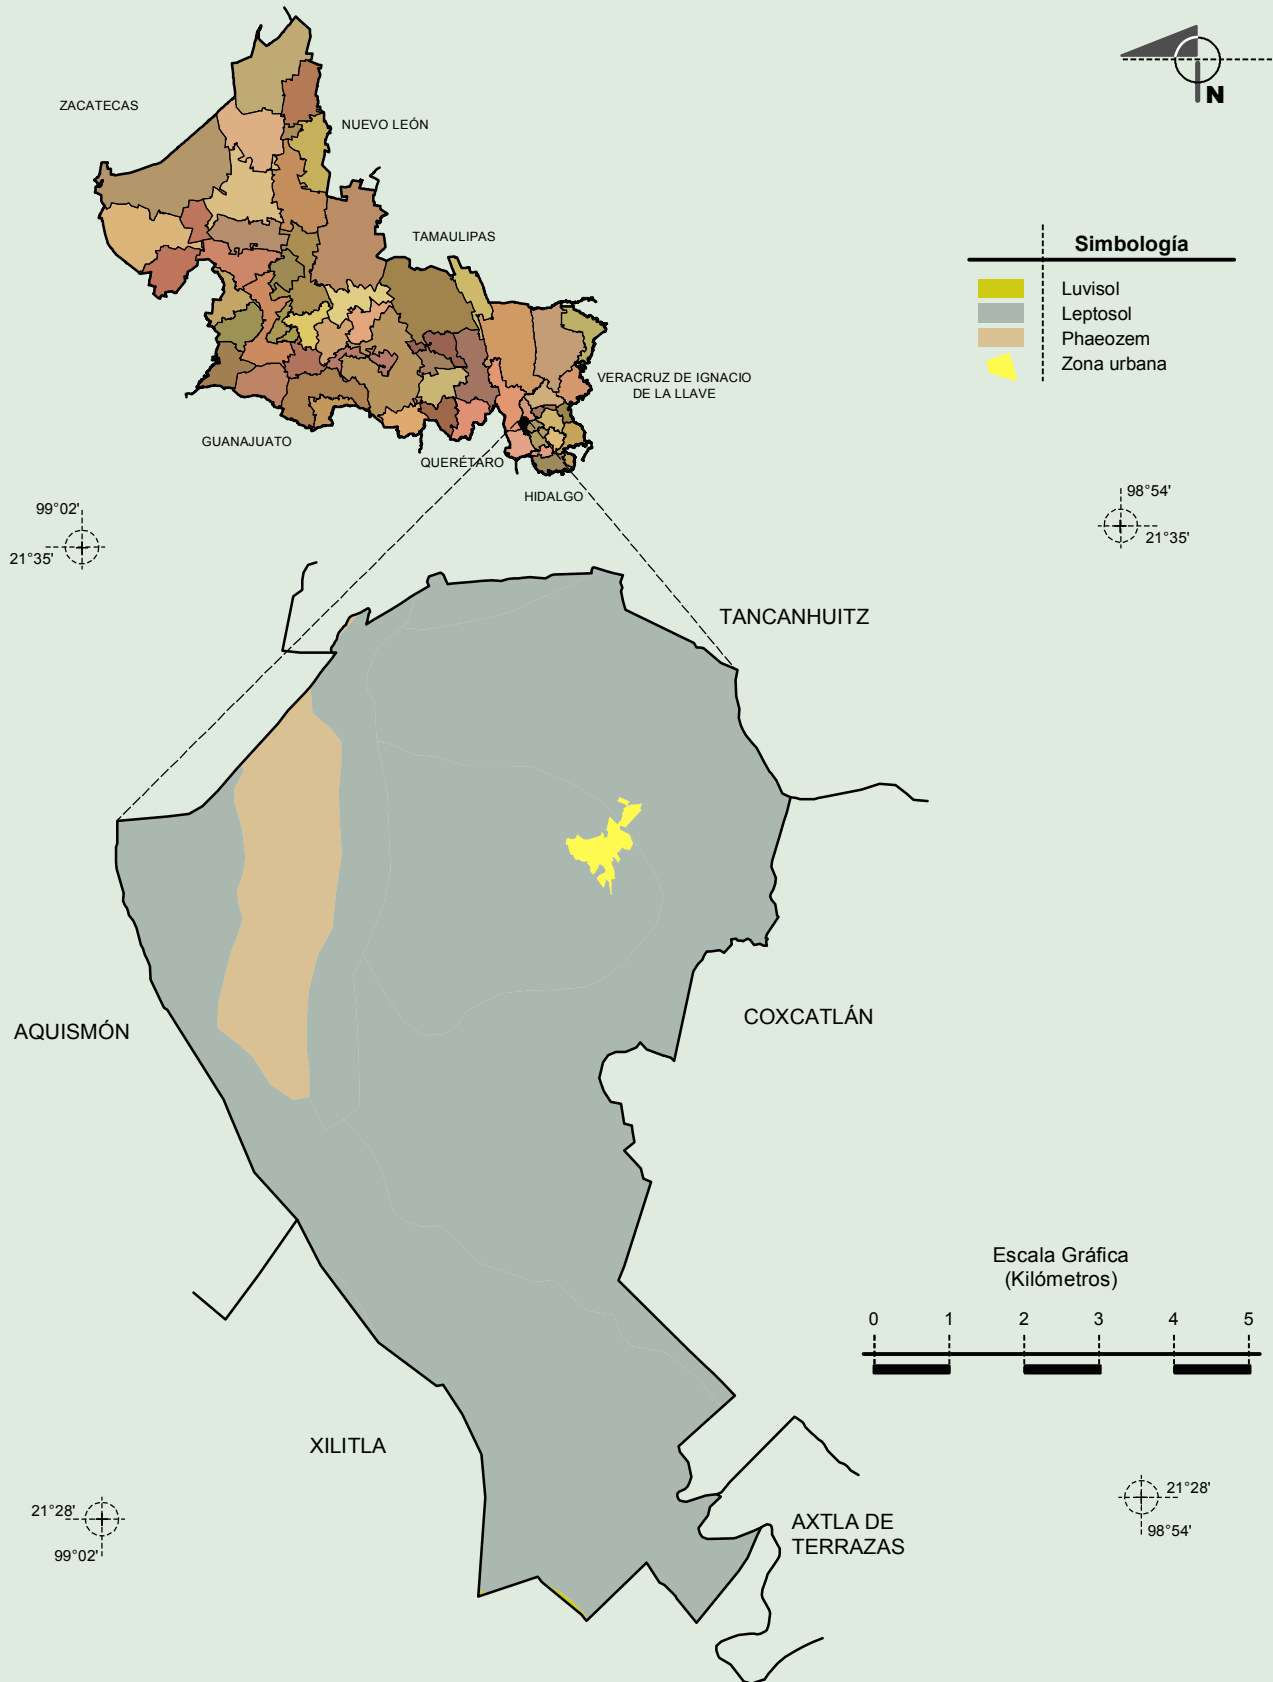 N
ZACATECAS
NUEVO LEÓN
TAMAULIPAS
VERACRUZ DE IGNACIO
DE LA LLAVE
GUANAJUATO
QUERÉTARO
HIDALGO
Simbología
Luvisol
Leptosol
Phaeozem
Zona urbana
99°02'
21°35'
98°54'
21°35'
TANCANHUITZ
AQUISMÓN
COXCATLÁN
Escala Gráfica
(Kilómetros)
0 1 2 3 4 5
XILITLA
AXTLA DE
TERRAZAS
21°28'
99°02'
21°28'
98°54'